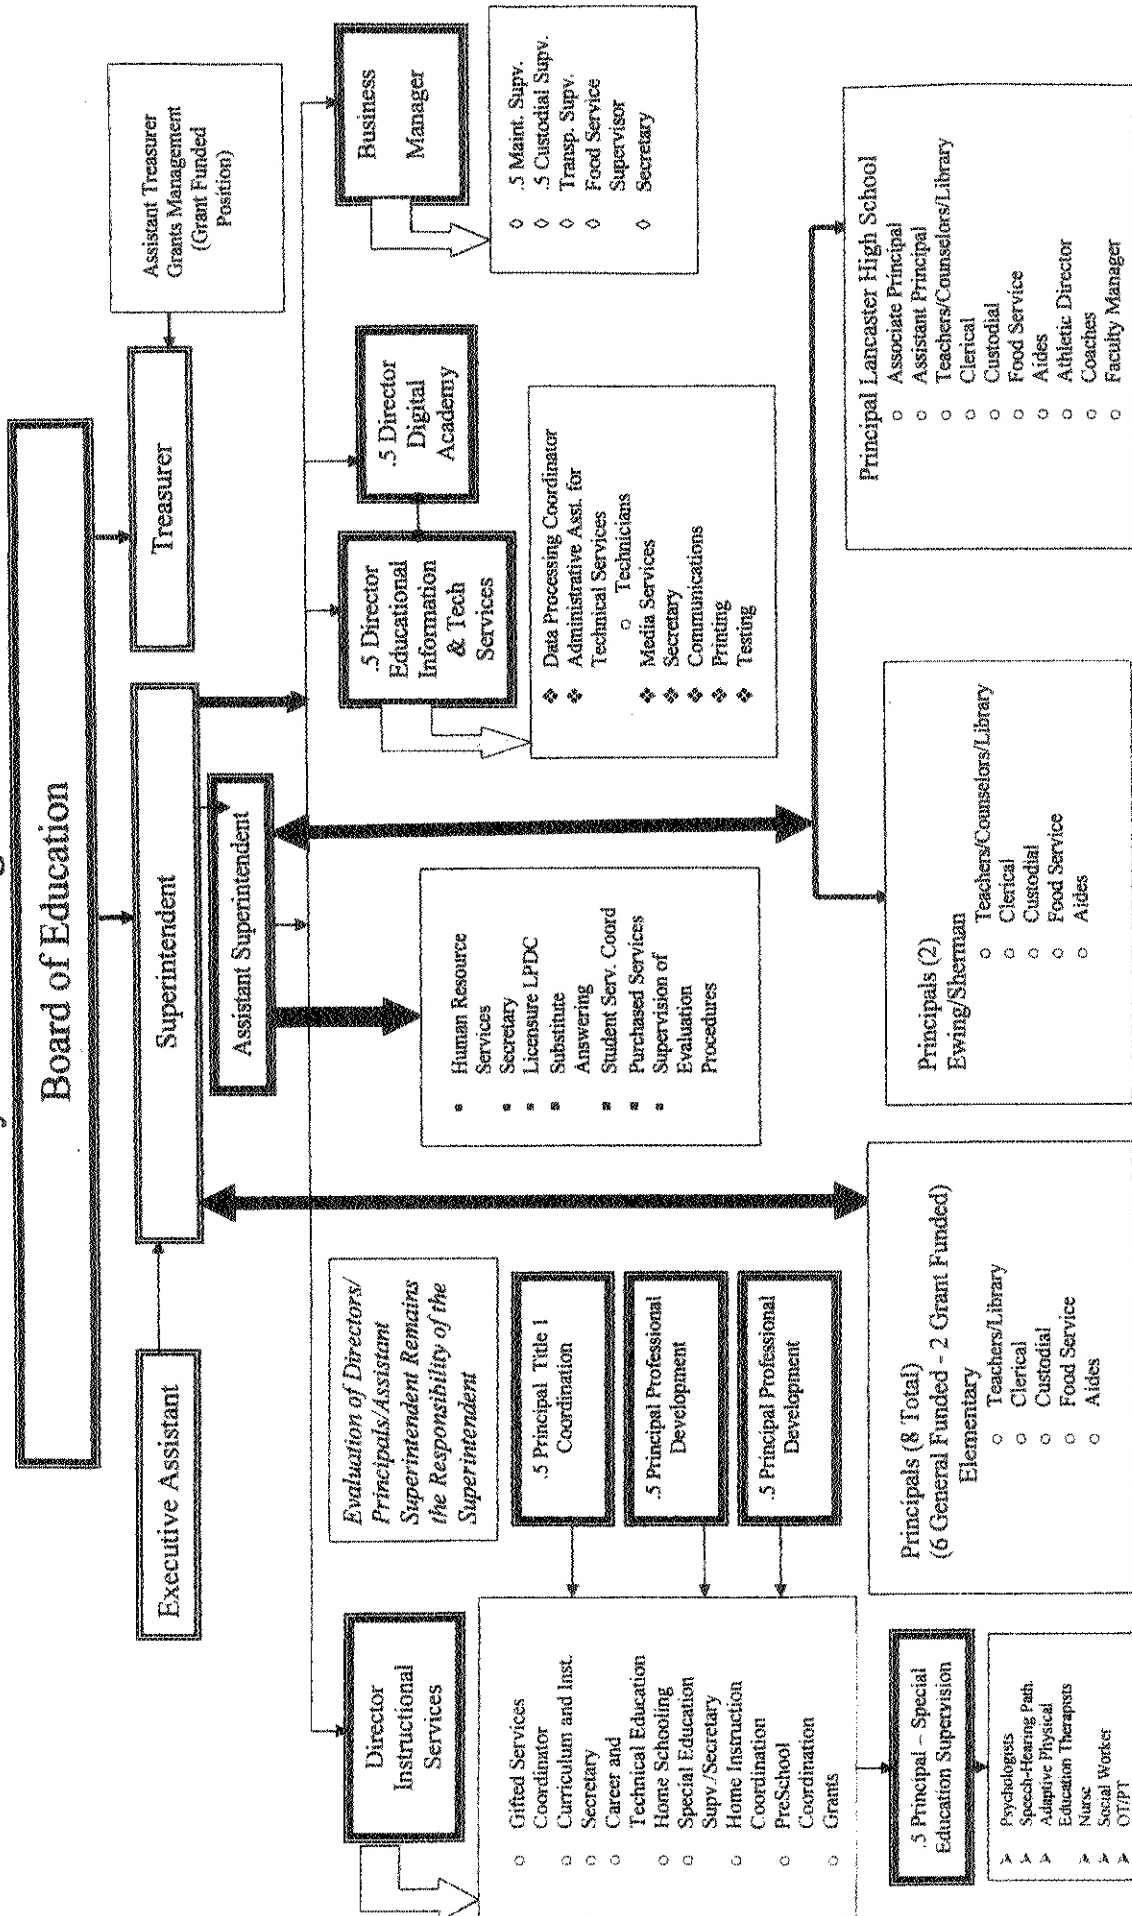 Board of Education
Executive Assistant
Superintendent
Treasurer
Assistant Treasurer
Grants Management
(Grant Funded
Position)
Assistant Superintendent
Evaluation of Directors/
Principals/Assistant
Superintendent Remains
the Responsibility of the
Superintendent
Director
Instructional
Services
○ Gifted Services
Coordinator
○ Curriculum and Inst.
○ Secretary
○ Career and
Technical Education
○ Home Schooling
○ Special Education
Supv./Secretary
○ Home Instruction
Coordination
○ PreSchool
Coordination
○ Grants
.5 Principal Title I
Coordination
.5 Principal Professional
Development
.5 Principal Professional
Development
.5 Principal – Special
Education Supervision
➢ Psychologists
➢ Speech-Hearing Path.
➢ Adaptive Physical
Education Therapists
➢ Nurse
➢ Social Worker
➢ OT/PT
▪ Human Resource
Services
▪ Secretary
▪ Licensure LPDC
▪ Substitute
Answering
▪ Student Serv. Coord
▪ Purchased Services
▪ Supervision of
Evaluation
Procedures
.5 Director
Educational
Information
& Tech
Services
.5 Director
Digital
Academy
❖ Data Processing Coordinator
❖ Administrative Asst. for
Technical Services
○ Technicians
❖ Media Services
❖ Secretary
❖ Communications
❖ Printing
❖ Testing
Business
Manager
◊ .5 Maint. Supv.
◊ .5 Custodial Supv.
◊ Transp. Supv.
◊ Food Service
Supervisor
◊ Secretary
Principals (8 Total)
(6 General Funded - 2 Grant Funded)
Elementary
○ Teachers/Library
○ Clerical
○ Custodial
○ Food Service
○ Aides
Principals (2)
Ewing/Sherman
○ Teachers/Counselors/Library
○ Clerical
○ Custodial
○ Food Service
○ Aides
Principal Lancaster High School
○ Associate Principal
○ Assistant Principal
○ Teachers/Counselors/Library
○ Clerical
○ Custodial
○ Food Service
○ Aides
○ Athletic Director
○ Coaches
○ Faculty Manager